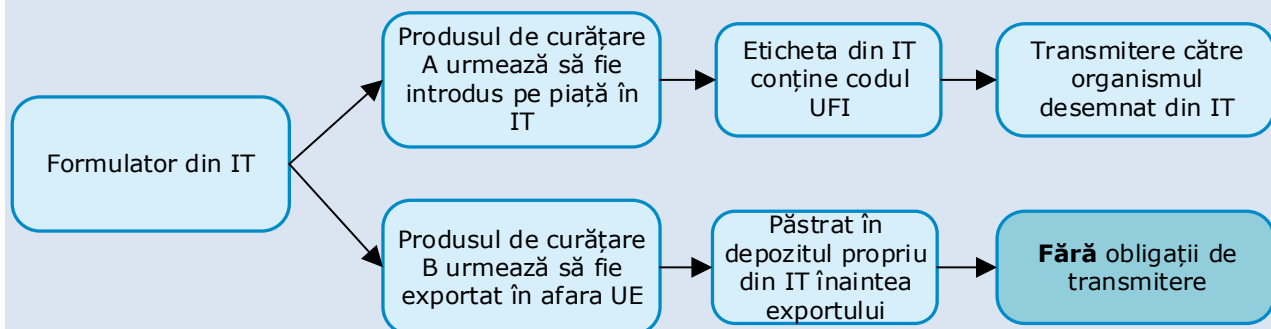 Formulator din IT
Produsul de curățare
A urmează să fie
introdus pe piață în
IT
Eticheta din IT
conține codul
UFI
Transmitere către
organismul
desemnat din IT
Produsul de curățare
B urmează să fie
exportat în afara UE
Păstrat în
depozitul propriu
din IT înaintea
exportului
Fără obligații de
transmitere